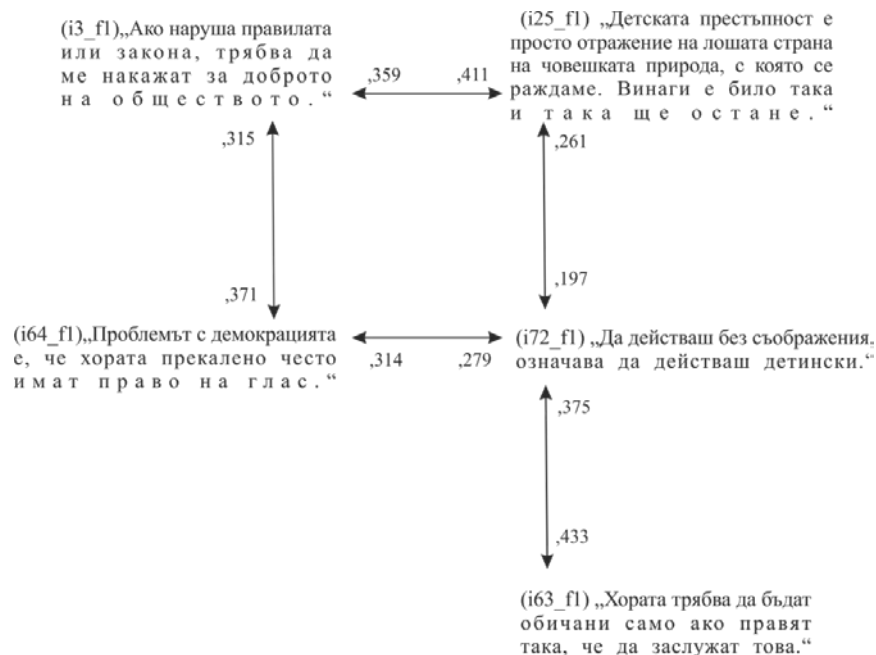 (i3_f1)„Ако наруша правилата
или закона, трябва да
ме накажат за доброто
на обществото.“
(i25_f1) „Детската престъпност е
просто отражение на лошата страна
на човешката природа, с която се
раждаме. Винаги е било така
и така ще остане.“
,359 ,411
,315
,261
,371
,197
(i64_f1)„Проблемът с демокрацията
е, че хората прекалено често
имат право на глас.“
(i72_f1) „Да действаш без съображения,
означава да действаш детински.“
,314 ,279
,375
,433
(i63_f1) „Хората трябва да бъдат
обичани само ако правят
така, че да заслужат това.“